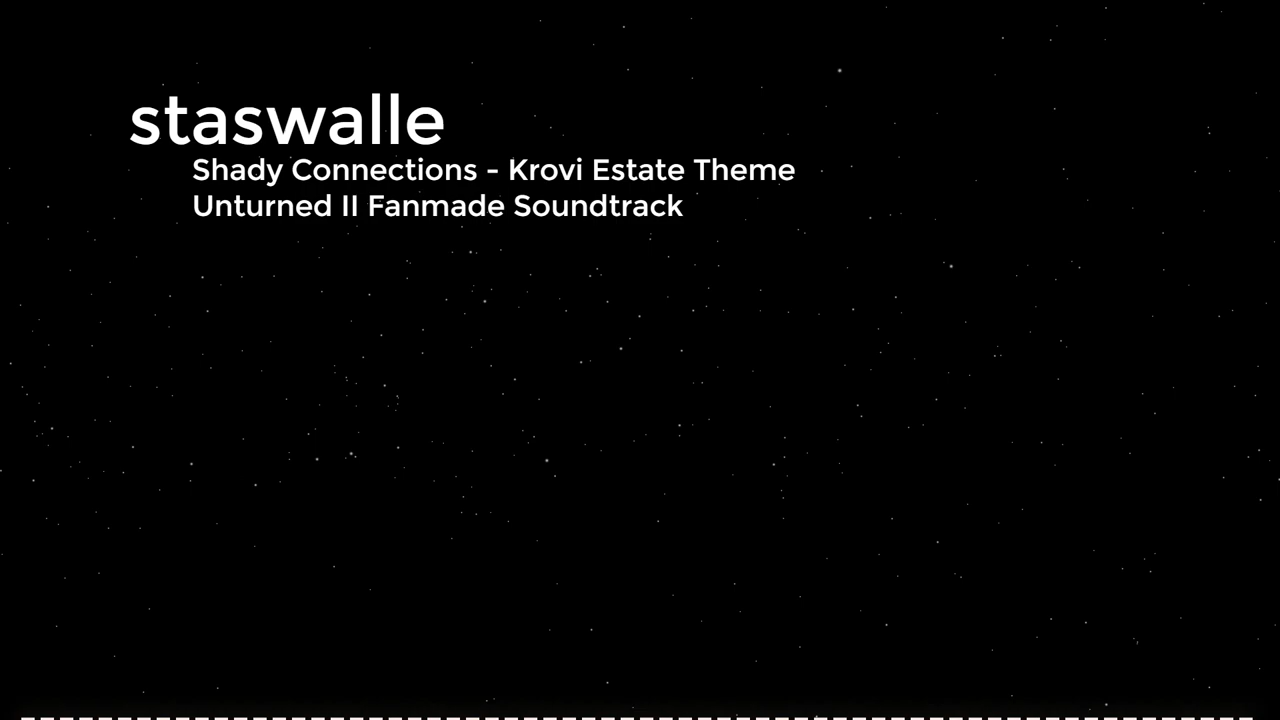 staswalle
Shady Connections - Krovi Estate Theme
Unturned II Fanmade Soundtrack